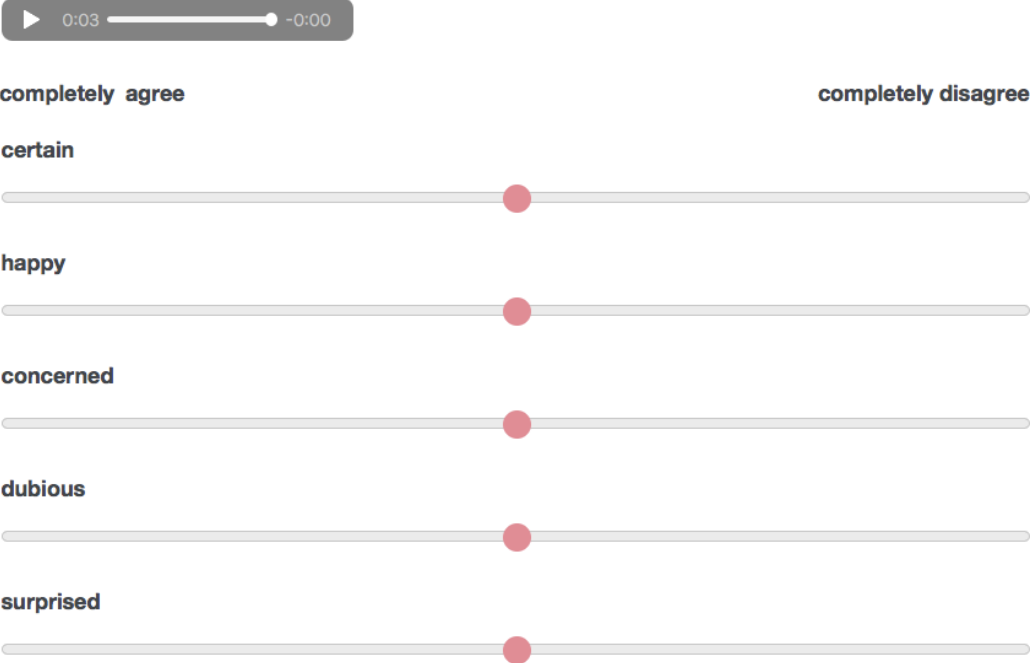 0:03 -0:00
completely agree completely disagree
certain
happy
concerned
dubious
surprised